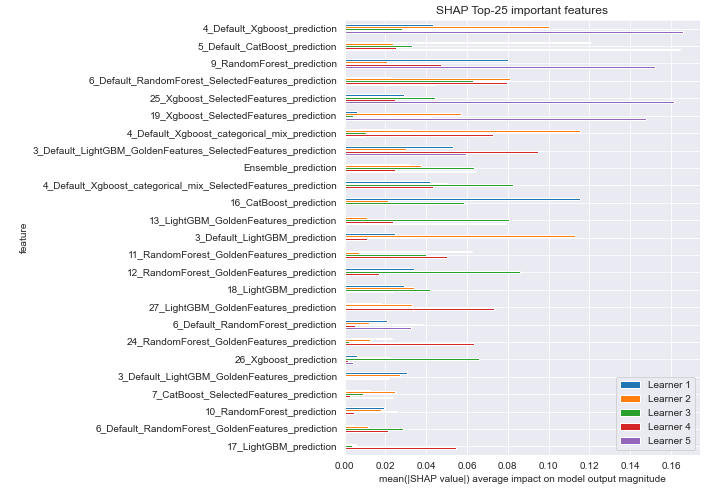 SHAP Top-25 important features
4_Default_Xgboost_prediction
5_Default_CatBoost_prediction
9_RandomForest_prediction
6_Default_RandomForest_SelectedFeatures_prediction
25_Xgboost_SelectedFeatures_prediction
19_Xgboost_SelectedFeatures_prediction
4_Default_Xgboost_categorical_mix_prediction
3_Default_LightGBM_GoldenFeatures_SelectedFeatures_prediction
Ensemble_prediction
4_Default_Xgboost_categorical_mix_SelectedFeatures_prediction
16_CatBoost_prediction
13_LightGBM_GoldenFeatures_prediction
3_Default_LightGBM_prediction
11_RandomForest_GoldenFeatures_prediction
12_RandomForest_GoldenFeatures_prediction
18_LightGBM_prediction
27_LightGBM_GoldenFeatures_prediction
6_Default_RandomForest_prediction
24_RandomForest_GoldenFeatures_prediction
26_Xgboost_prediction
3_Default_LightGBM_GoldenFeatures_prediction
7_CatBoost_SelectedFeatures_prediction
10_RandomForest_prediction
6_Default_RandomForest_GoldenFeatures_prediction
17_LightGBM_prediction
feature
Learner 1
Learner 2
Learner 3
Learner 4
Learner 5
0.00 0.02 0.04 0.06 0.08 0.10 0.12 0.14 0.16
mean(|SHAP value|) average impact on model output magnitude